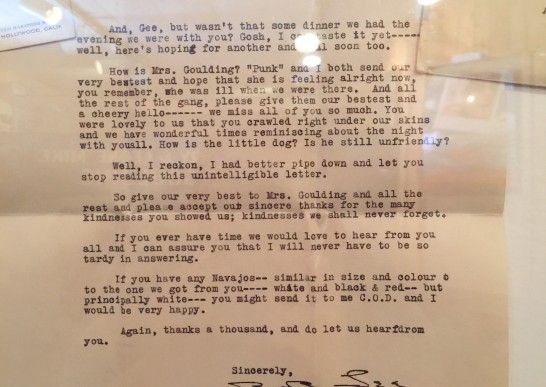 HOLLYWOOD, CALIF
And, Gee, but wasn't that some dinner we had the
evening we were with you? Gosh, I can taste it yet-----
well, here's hoping for another and soon too.
How is Mrs. Goulding? "Punk" and I both send our
very bestest and hope that she is feeling alright now,
you remember, she was ill when we were there. And all
the rest of the gang, please give them our bestest and
a cheery hello------ we miss all of you so much. You
were lovely to us that you crawled right under our skins
and we have wonderful times reminiscing about the night
with youall. How is the little dog? Is he still unfriendly?
Well, I reckon, I had better pipe down and let you
stop reading this unintelligible letter.
So give our very best to Mrs. Goulding and all the
rest and please accept our sincere thanks for the many
kindnesses you showed us; kindnesses we shall never forget.
If you ever have time we would love to hear from you
all and I can assure you that I will never have to be so
tardy in answering.
If you have any Navajos-- similar in size and colour
to the one we got from you---- white and black & red-- but
principally white--- you might send it to me C.O.D. and I
would be very happy.
Again, thanks a thousand, and do let us hearfdrom
you.
Sincerely,